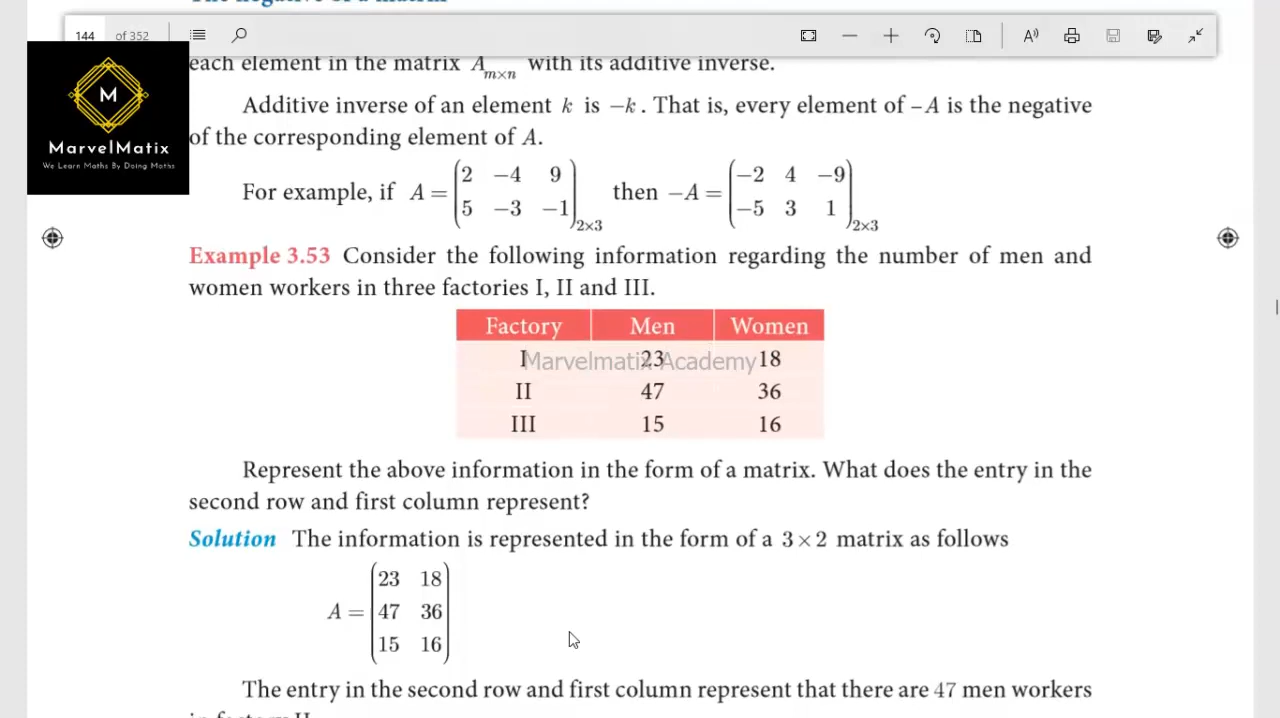 The negative of a matrix
144 of 352
each element in the matrix A m×n with its additive inverse.
M
MarvelMatix
We Learn Maths By Doing Maths
Additive inverse of an element k is −k. That is, every element of –A is the negative
of the corresponding element of A.
For example, if A = (2 −4 9
5 −3 −1) 2×3 then −A = (−2 4 −9
−5 3 1) 2×3
Example 3.53 Consider the following information regarding the number of men and
women workers in three factories I, II and III.
Factory Men Women
I 23 18
Marvelmatix Academy
II 47 36
III 15 16
Represent the above information in the form of a matrix. What does the entry in the
second row and first column represent?
Solution The information is represented in the form of a 3 × 2 matrix as follows
A = (23 18
47 36
15 16)
The entry in the second row and first column represent that there are 47 men workers
in factory II.